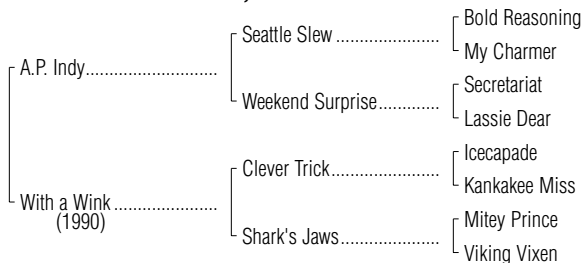 Bold Reasoning
Seattle Slew ........................
My Charmer
A.P. Indy..............................
Secretariat
Weekend Surprise..............
Lassie Dear
Icecapade
Clever Trick.........................
Kankakee Miss
With a Wink .......................
(1990)
Mitey Prince
Shark's Jaws......................
Viking Vixen